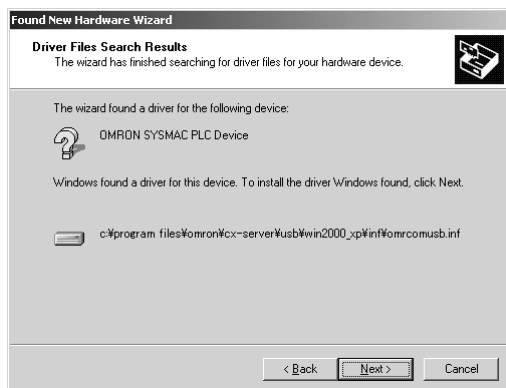 Found New Hardware Wizard
Driver Files Search Results
The wizard has finished searching for driver files for your hardware device.
The wizard found a driver for the following device:
OMRON SYSMAC PLC Device
Windows found a driver for this device. To install the driver Windows found, click Next.
c:¥program files¥omron¥cx-server¥usb¥win2000_xp¥inf¥omrcomusb.inf
< Back
Next >
Cancel